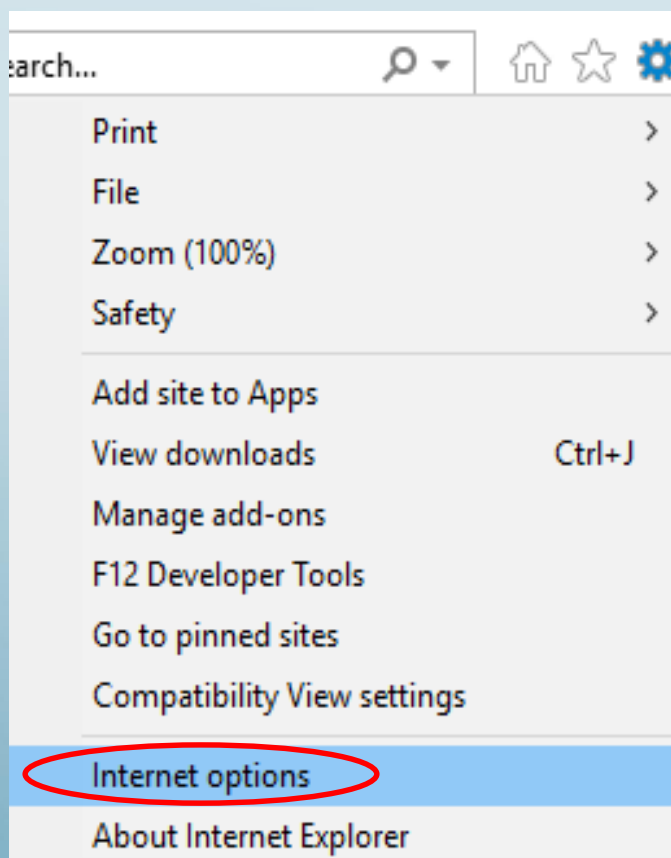 earch...
Print
File
Zoom (100%)
Safety
Add site to Apps
View downloads Ctrl+J
Manage add-ons
F12 Developer Tools
Go to pinned sites
Compatibility View settings
Internet options
About Internet Explorer